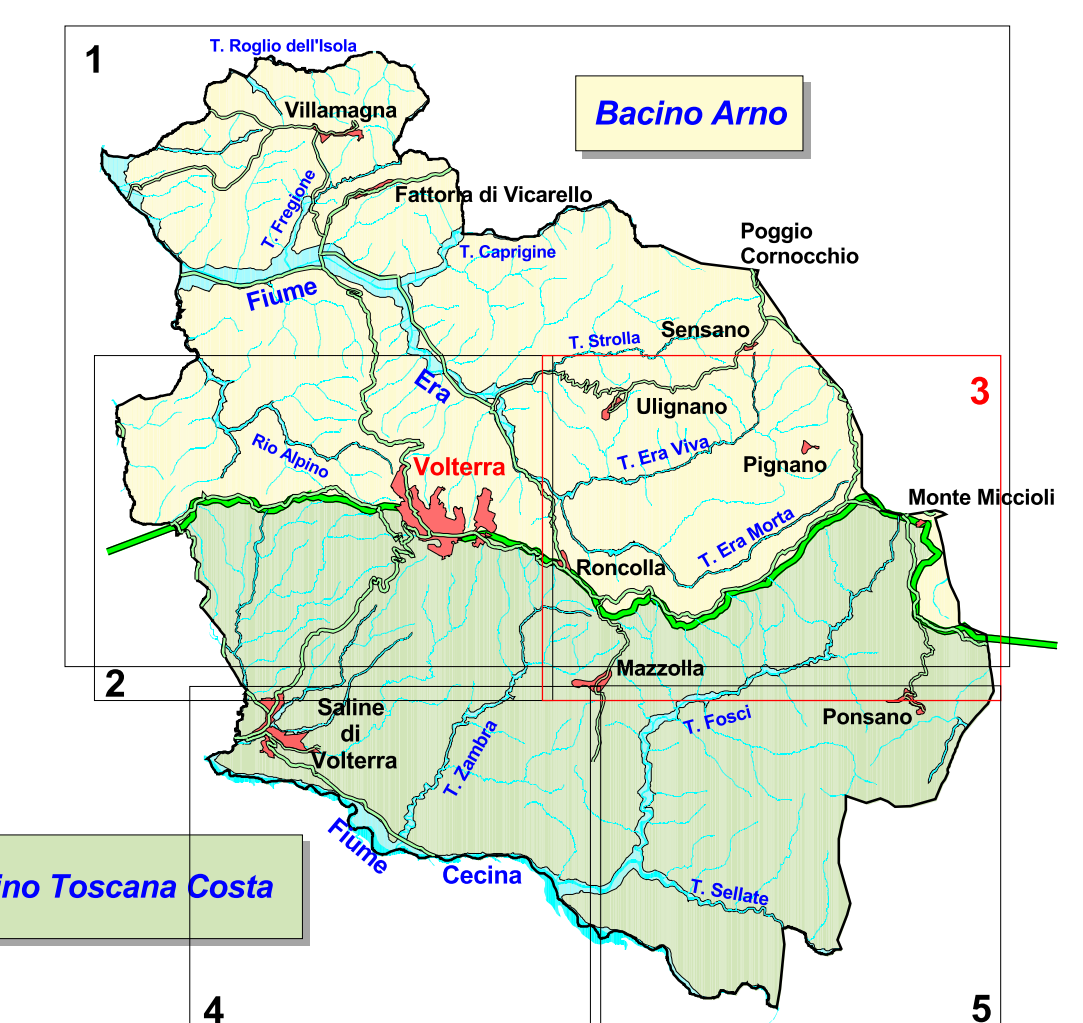 1
T. Roglio dell'Isola
Villamagna
Bacino Arno
T. Fregione
Fattoria di Vicarello
Poggio
Cornocchio
T. Caprigine
Fiume
Sensano
T. Strolla
Era
3
Ulignano
Rio Alpino
T. Era Viva
Volterra
Pignano
Monte Miccioli
T. Era Morta
Roncolla
Mazzolla
2
Saline
di
Volterra
T. Zambra
T. Fosci
Ponsano
Fiume
Cecina
ino Toscana Costa
T. Sellate
4
5